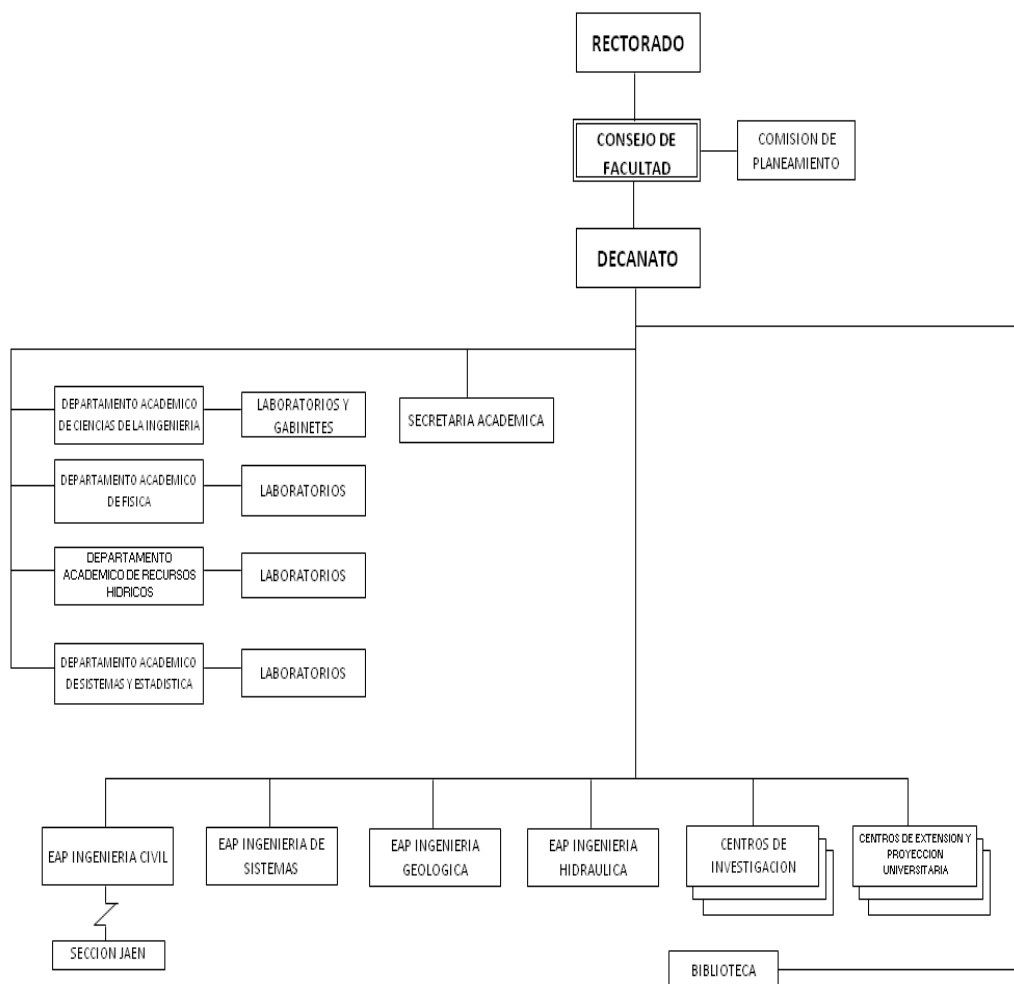 RECTORADO
CONSEJO DE
FACULTAD
COMISION DE
PLANEAMIENTO
DECANATO
DEPARTAMENTO ACADEMICO
DE CIENCIAS DE LA INGENIERIA
LABORATORIOS Y
GABINETES
SECRETARIA ACADEMICA
DEPARTAMENTO ACADEMICO
DE FISICA
LABORATORIOS
DEPARTAMENTO
ACADEMICO DE RECURSOS
HIDRICOS
LABORATORIOS
DEPARTAMENTO ACADEMICO
DE SISTEMAS Y ESTADISTICA
LABORATORIOS
EAP INGENIERIA CIVIL
EAP INGENIERIA DE
SISTEMAS
EAP INGENIERIA
GEOLOGICA
EAP INGENIERIA
HIDRAULICA
CENTROS DE
INVESTIGACION
CENTROS DE EXTENSION Y
PROYECCION
UNIVERSITARIA
SECCION JAEN
BIBLIOTECA